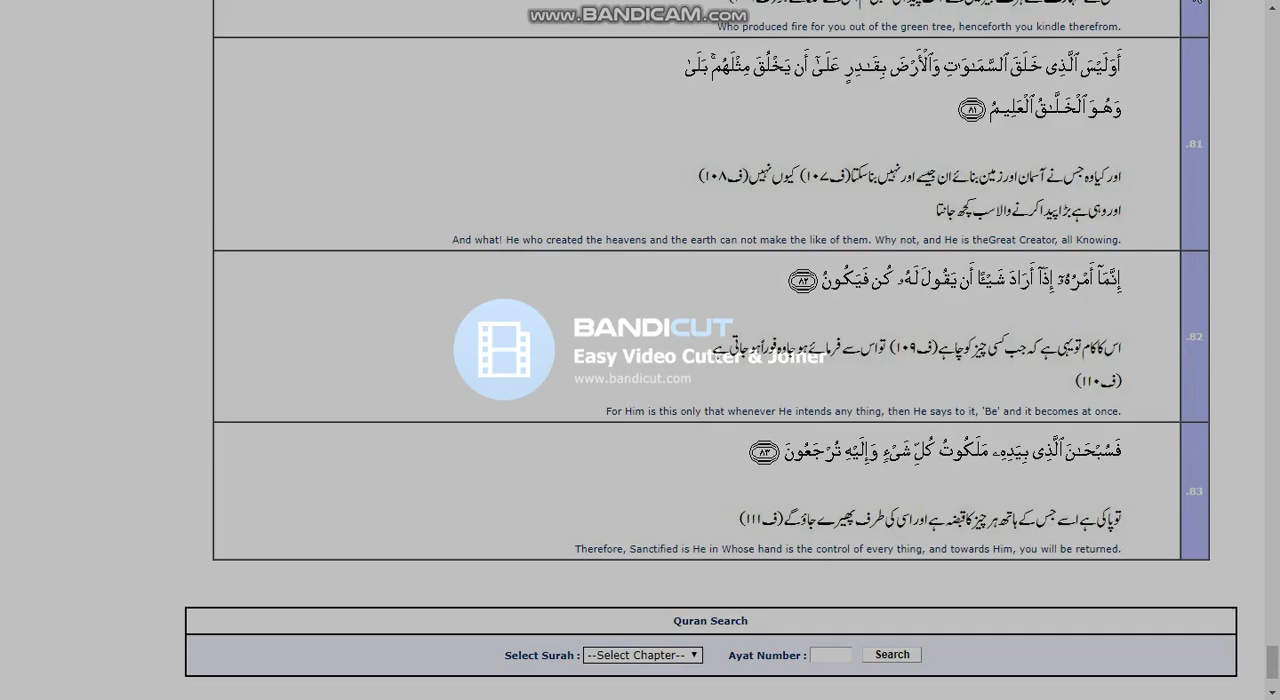 www.BANDICAM.com
Who produced fire for you out of the green tree, henceforth you kindle therefrom.
أَوَلَيْسَ ٱلَّذِى خَلَقَ ٱلسَّمَـٰوَٰتِ وَٱلْأَرْضَ بِقَـٰدِرٍ عَلَىٰٓ أَن يَخْلُقَ مِثْلَهُم ۚ بَلَىٰ
وَهُوَ ٱلْخَلَّـٰقُ ٱلْعَلِيمُ ﴿٨١﴾
.81
اور کیا وہ جس نے آسمان اور زمین بنائے ان جیسے اور نہیں بنا سکتا (ف۱۰۷) کیوں نہیں (ف۱۰۸)
اور وہی ہے بڑا پیدا کرنے والا سب کچھ جانتا
And what! He who created the heavens and the earth can not make the like of them. Why not, and He is theGreat Creator, all Knowing.
إِنَّمَآ أَمْرُهُۥٓ إِذَآ أَرَادَ شَيْـًٔا أَن يَقُولَ لَهُۥ كُن فَيَكُونُ ﴿٨٢﴾
BANDICUT
.82
اس کا کام تو یہی ہے کہ جب کسی چیز کو چاہے (ف۱۰۹) تو اس سے فرمائے ہو جا وہ فوراً ہو جاتی ہے
Easy Video Cutter & Joiner
www.bandicut.com
(ف۱۱۰)
For Him is this only that whenever He intends any thing, then He says to it, 'Be' and it becomes at once.
فَسُبْحَـٰنَ ٱلَّذِى بِيَدِهِۦ مَلَكُوتُ كُلِّ شَىْءٍ وَإِلَيْهِ تُرْجَعُونَ ﴿٨٣﴾
.83
تو پاکی ہے اسے جس کے ہاتھ ہر چیز کا قبضہ ہے اور اسی کی طرف پھیرے جاؤ گے (ف۱۱۱)
Therefore, Sanctified is He in Whose hand is the control of every thing, and towards Him, you will be returned.
Quran Search
Select Surah : --Select Chapter-- Ayat Number : Search